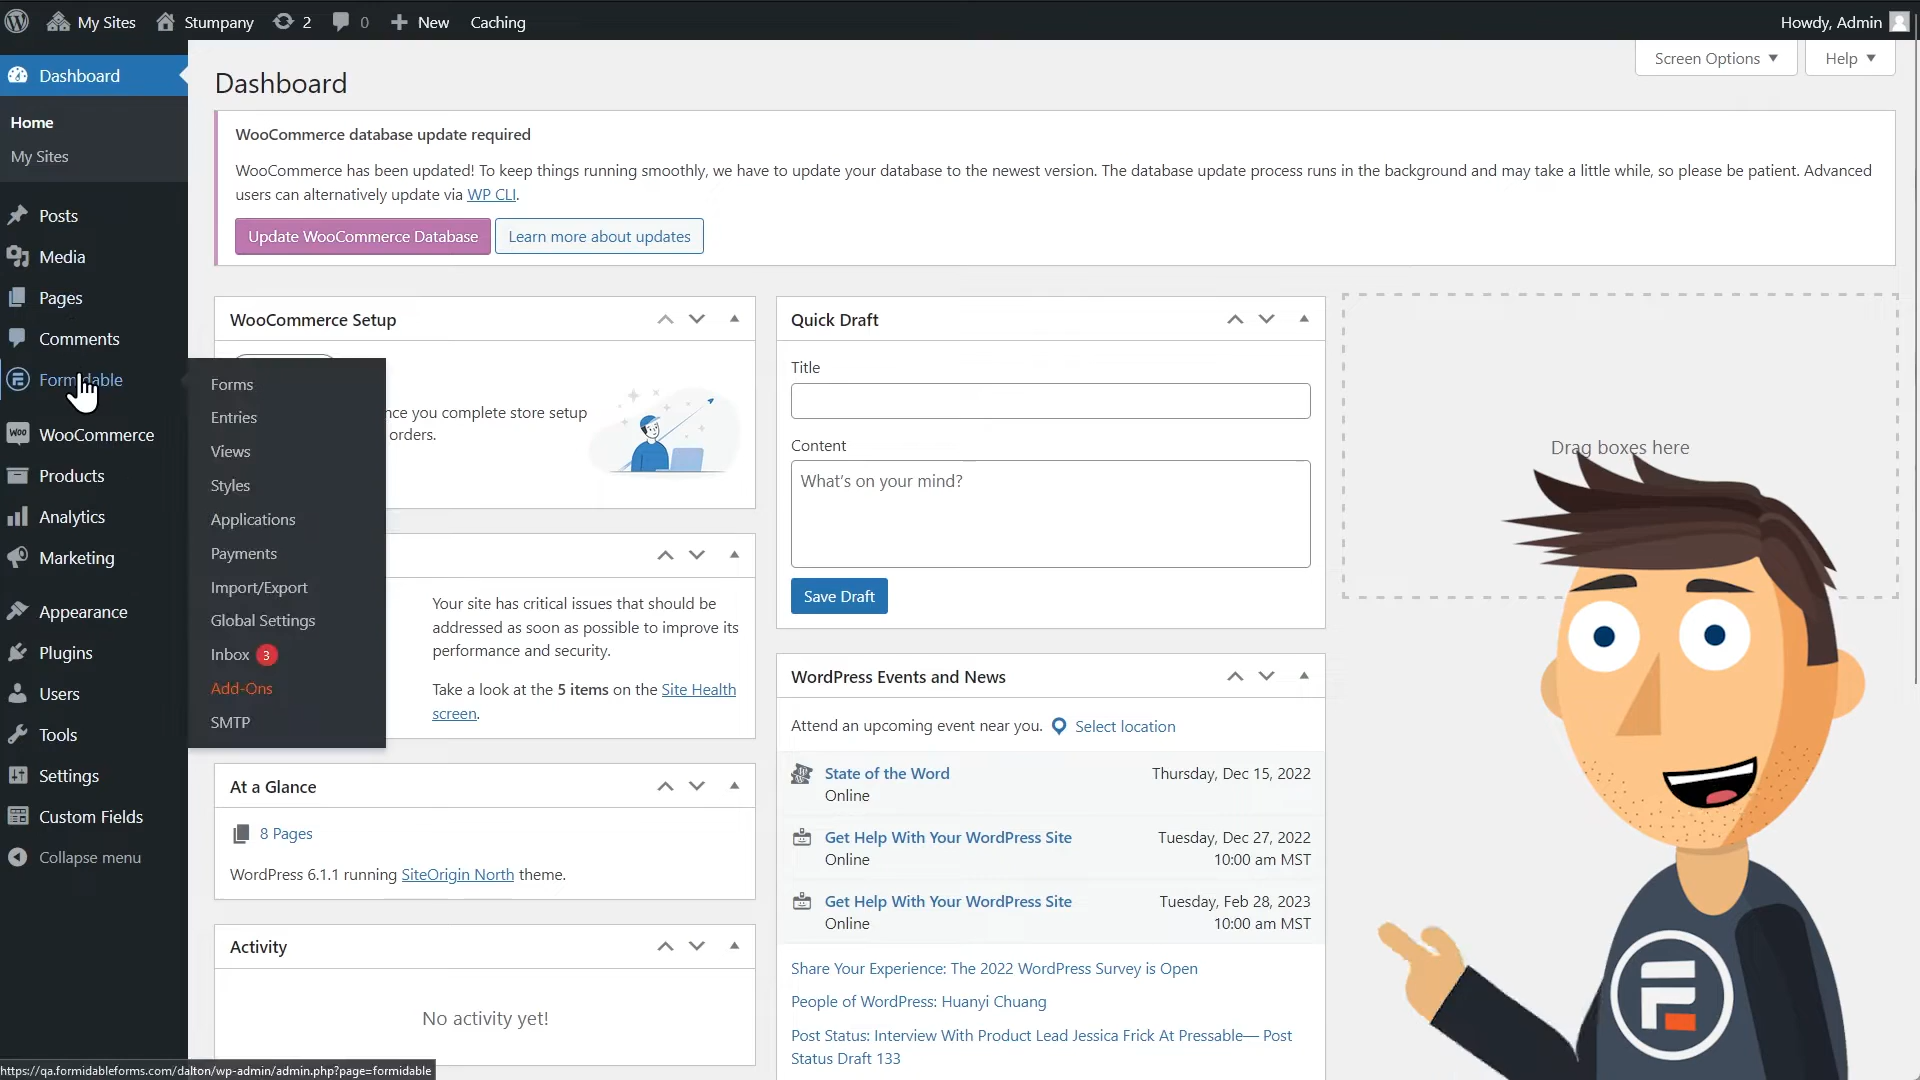 My Sites
Stumpany
2
0
New
Caching
Howdy, Admin
Dashboard
Home
My Sites
Posts
Media
Pages
Comments
Formidable
WooCommerce
Products
Analytics
Marketing
Appearance
Plugins
Users
Tools
Settings
Custom Fields
Collapse menu
Forms
Entries
Views
Styles
Applications
Payments
Import/Export
Global Settings
Inbox 3
Add-Ons
SMTP
Screen Options
Help
Dashboard
WooCommerce database update required
WooCommerce has been updated! To keep things running smoothly, we have to update your database to the newest version. The database update process runs in the background and may take a little while, so please be patient. Advanced
users can alternatively update via WP CLI.
Update WooCommerce Database
Learn more about updates
WooCommerce Setup
you complete store setup
orders.
Your site has critical issues that should be
addressed as soon as possible to improve its
performance and security.
Take a look at the 5 items on the Site Health
screen.
At a Glance
8 Pages
WordPress 6.1.1 running SiteOrigin North theme.
Activity
No activity yet!
Quick Draft
Title
Content
What's on your mind?
Save Draft
WordPress Events and News
Attend an upcoming event near you. Select location
State of the Word
Online
Thursday, Dec 15, 2022
Get Help With Your WordPress Site
Online
Tuesday, Dec 27, 2022
10:00 am MST
Get Help With Your WordPress Site
Online
Tuesday, Feb 28, 2023
10:00 am MST
Share Your Experience: The 2022 WordPress Survey is Open
People of WordPress: Huanyi Chuang
Post Status: Interview With Product Lead Jessica Frick At Pressable— Post
Status Draft 133
Drag boxes here
https://qa.formidableforms.com/dalton/wp-admin/admin.php?page=formidable